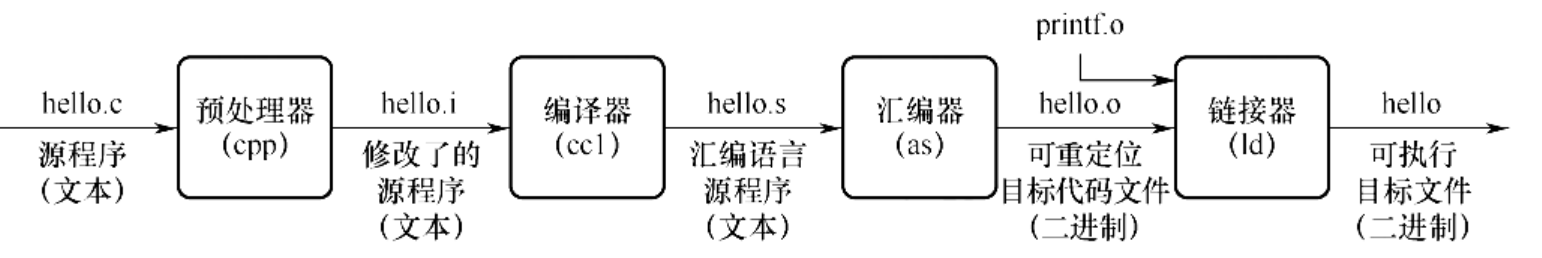 printf.o
hello.c
源程序
(文本)
预处理器
(cpp)
hello.i
修改了的
源程序
(文本)
编译器
(cc1)
hello.s
汇编语言
源程序
(文本)
汇编器
(as)
hello.o
可重定位
目标代码文件
(二进制)
链接器
(ld)
hello
可执行
目标文件
(二进制)